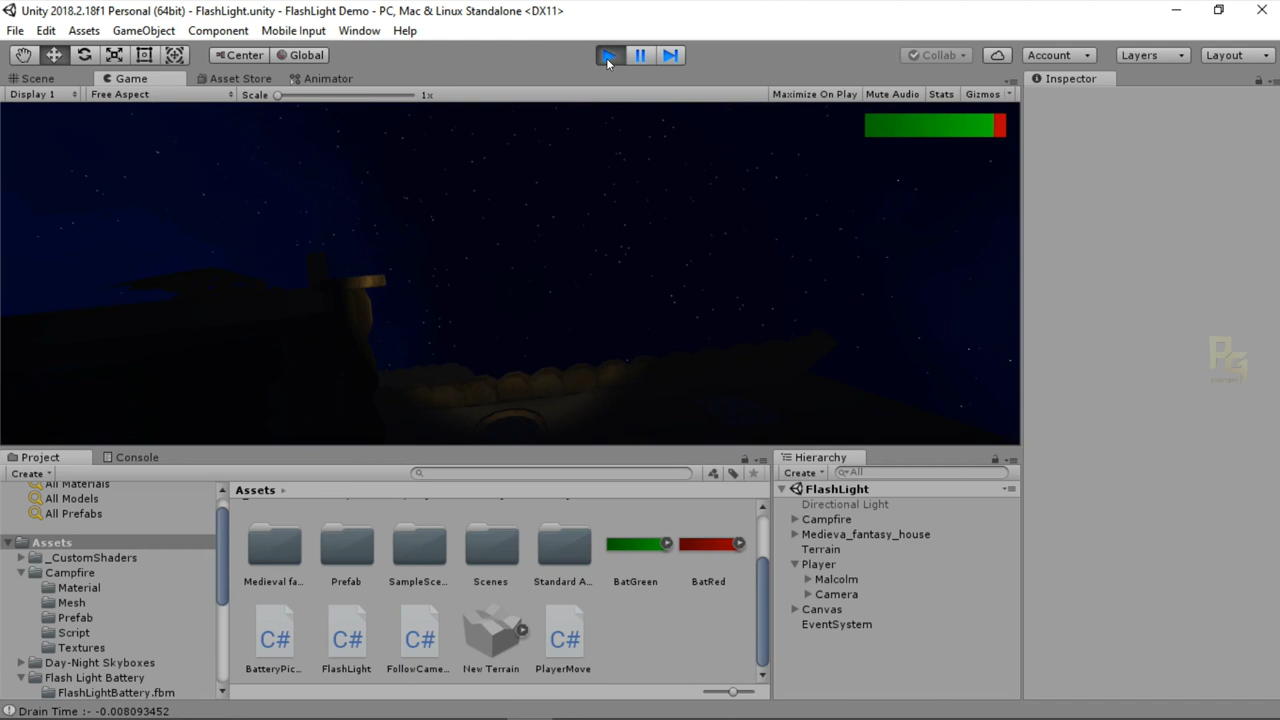 Unity 2018.2.18f1 Personal (64bit) - FlashLight.unity - FlashLight Demo - PC, Mac & Linux Standalone <DX11>
File Edit Assets GameObject Component Mobile Input Window Help
Center Global Collab Account Layers Layout
Scene Game Asset Store Animator Inspector
Display 1 Free Aspect Scale 1x Maximize On Play Mute Audio Stats Gizmos
PG
Project Console
Create
All Materials
All Models
All Prefabs
Assets
_CustomShaders
Campfire
Material
Mesh
Prefab
Script
Textures
Day-Night Skyboxes
Flash Light Battery
FlashLightBattery.fbm
Assets
Medieval fa... Prefab SampleSce... Scenes Standard A... BatGreen BatRed
C# C# C# C#
BatteryPic... FlashLight FollowCame... New Terrain PlayerMove
Hierarchy
Create All
FlashLight
Directional Light
Campfire
Medieva_fantasy_house
Terrain
Player
Malcolm
Camera
Canvas
EventSystem
Drain Time :- -0.008093452